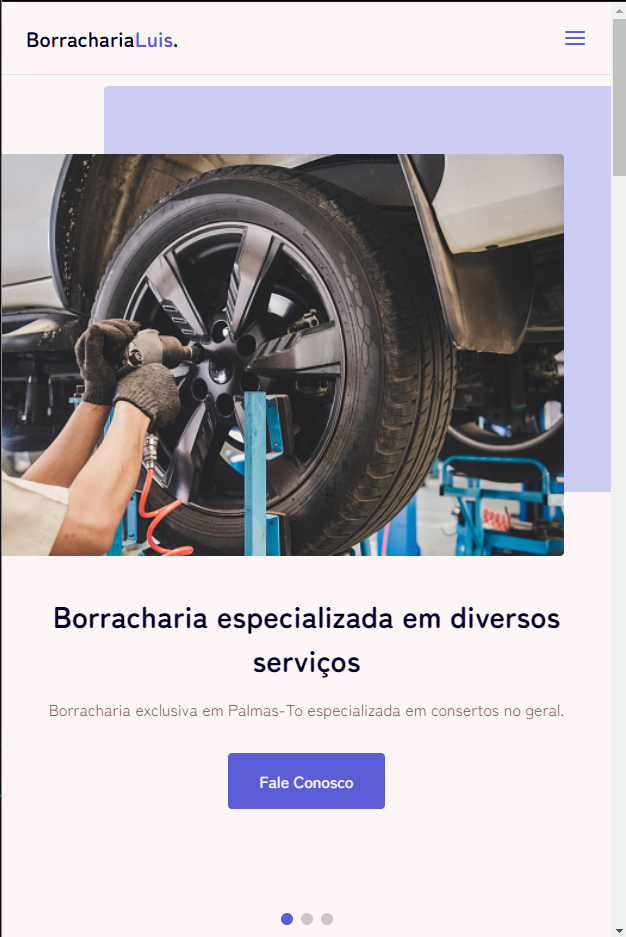 BorrachariaLuis.
Borracharia especializada em diversos
serviços
Borracharia exclusiva em Palmas-To especializada em consertos no geral.
Fale Conosco